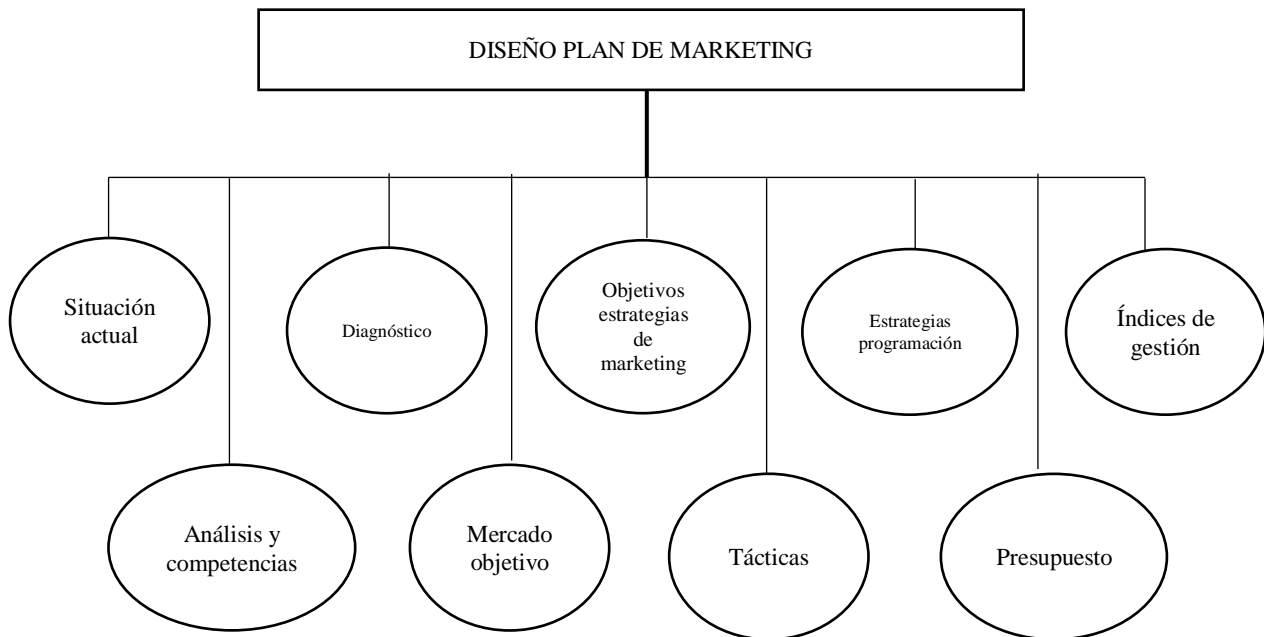 DISEÑO PLAN DE MARKETING
Situación
actual
Diagnóstico
Objetivos
estrategias
de
marketing
Estrategias
programación
Índices de
gestión
Análisis y
competencias
Mercado
objetivo
Tácticas
Presupuesto